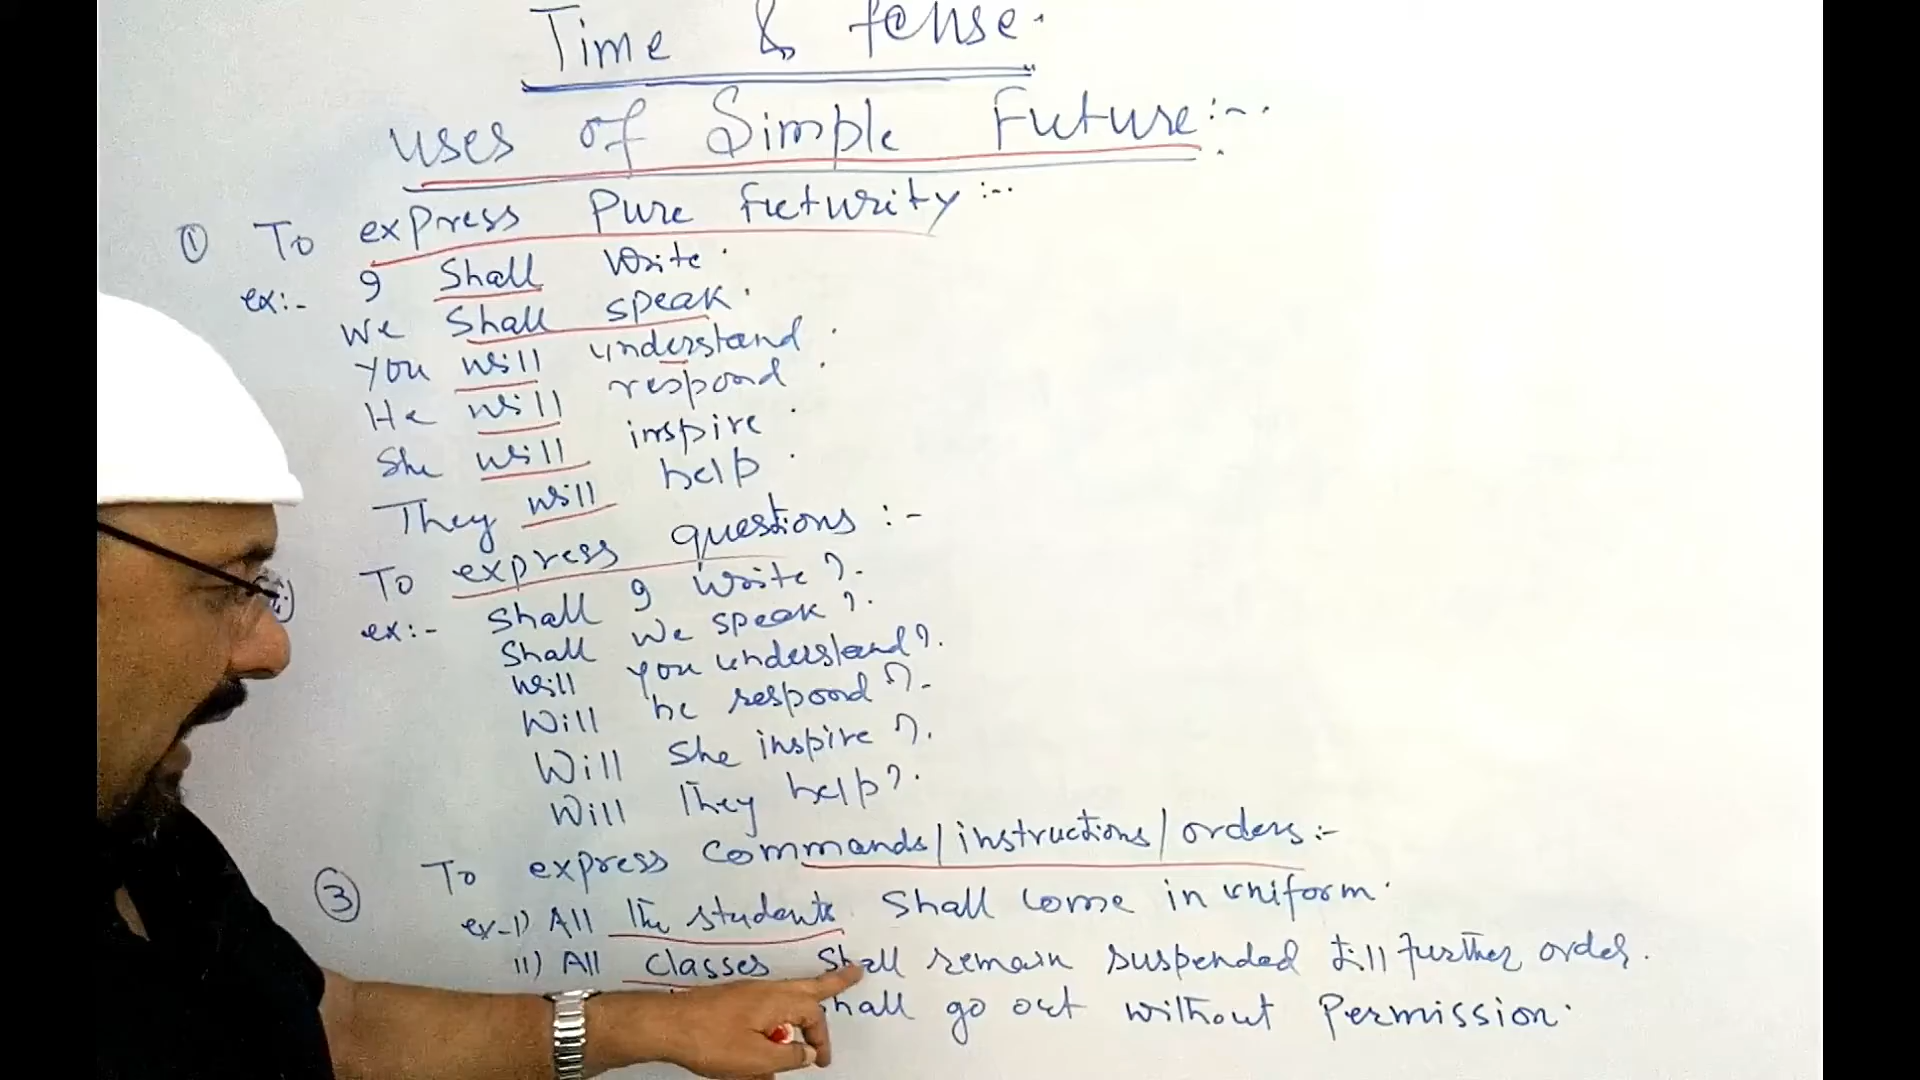 Time & tense.
Uses of Simple Future:-
① To express Pure futurity:-
ex:- I shall write.
We shall speak.
You will understand.
He will respond.
She will inspire.
They will help.
To express questions:-
ex:- Shall I write?
Shall we speak?
Will you understand?
Will he respond?
Will she inspire?
Will they help?
③ To express commands/instructions/orders:-
ex-i) All the students shall come in uniform.
ii) All classes shall remain suspended till further order.
shall go out without Permission.